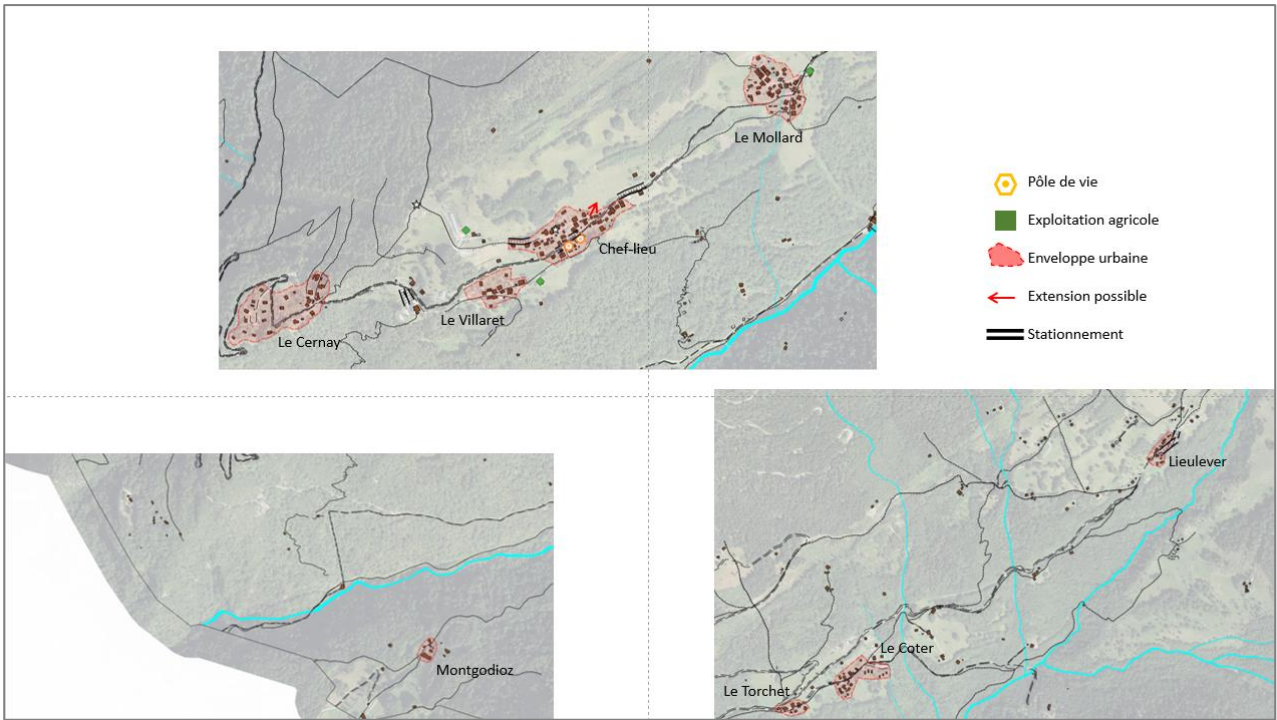 Le Mollard
Pôle de vie
Exploitation agricole
Chef-lieu
Enveloppe urbaine
Extension possible
Le Villaret
Stationnement
Le Cernay
Lieulever
Le Coter
Montgodioz
Le Torchet